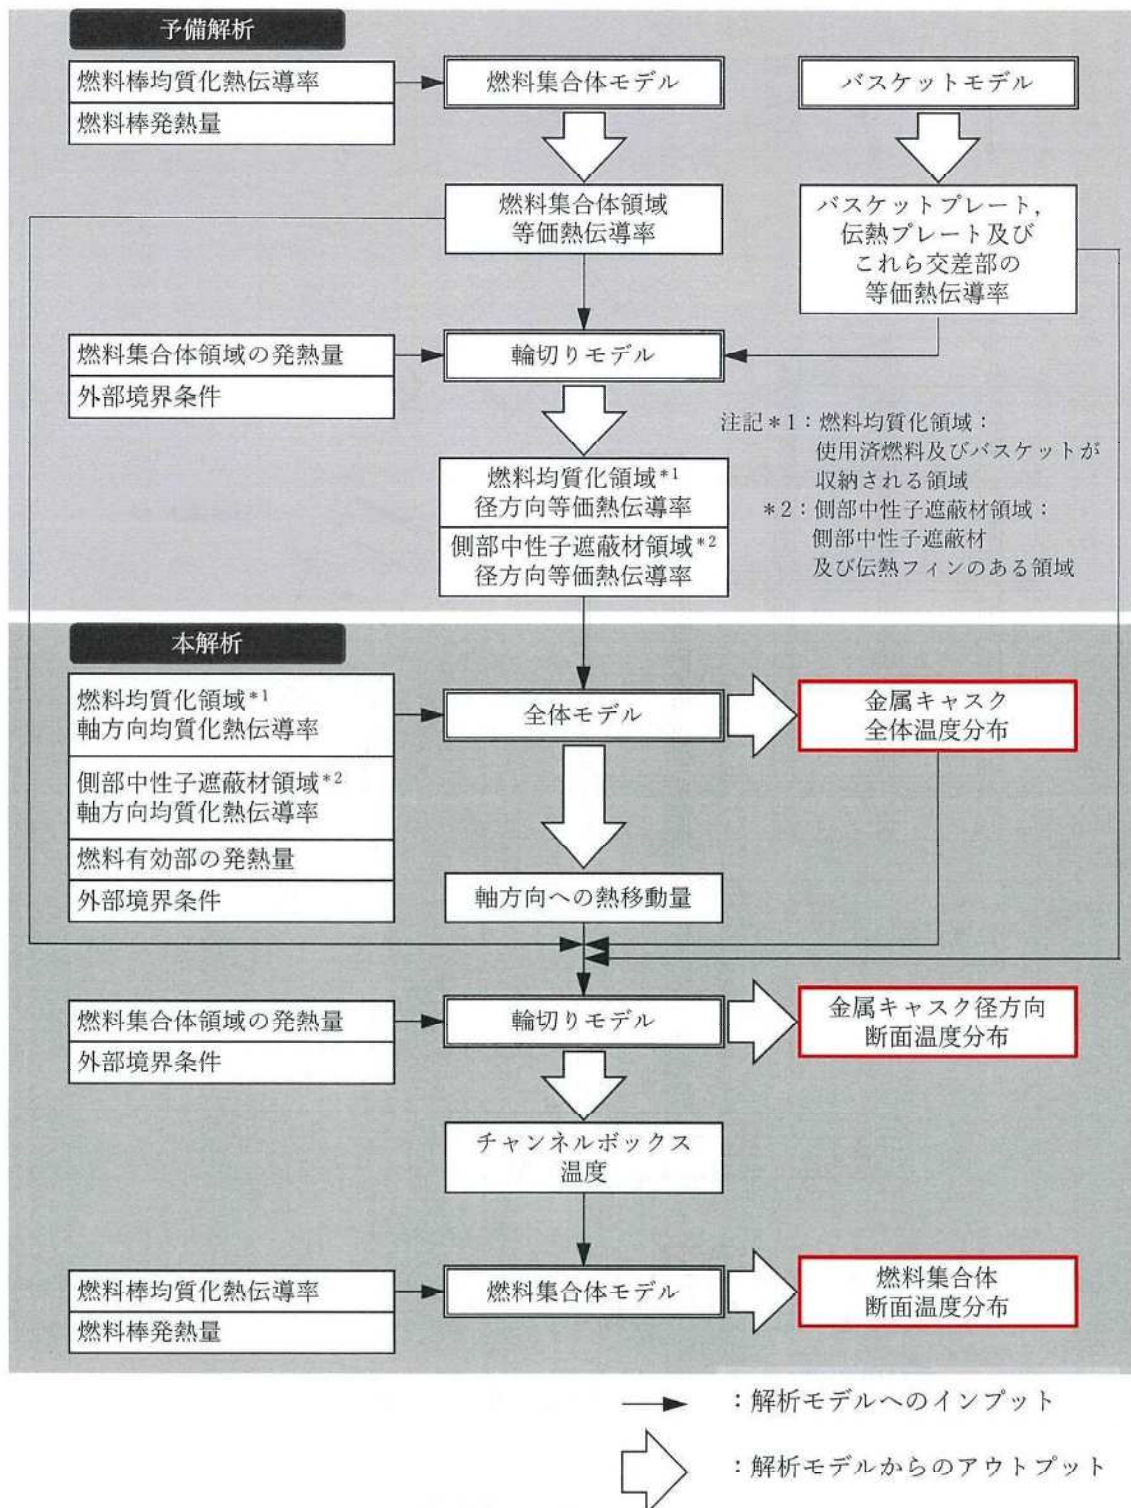 予備解析
燃料棒均質化熱伝導率
燃料棒発熱量
燃料集合体モデル
バスケットモデル
燃料集合体領域
等価熱伝導率
バスケットプレート,
伝熱プレート及び
これら交差部の
等価熱伝導率
燃料集合体領域の発熱量
外部境界条件
輪切りモデル
注記*1:燃料均質化領域:
使用済燃料及びバスケットが
収納される領域
*2:側部中性子遮蔽材領域:
側部中性子遮蔽材
及び伝熱フィンのある領域
燃料均質化領域*1
径方向等価熱伝導率
側部中性子遮蔽材領域*2
径方向等価熱伝導率
本解析
燃料均質化領域*1
軸方向均質化熱伝導率
側部中性子遮蔽材領域*2
軸方向均質化熱伝導率
燃料有効部の発熱量
外部境界条件
全体モデル
金属キャスク
全体温度分布
軸方向への熱移動量
燃料集合体領域の発熱量
外部境界条件
輪切りモデル
金属キャスク径方向
断面温度分布
チャンネルボックス
温度
燃料棒均質化熱伝導率
燃料棒発熱量
燃料集合体モデル
燃料集合体
断面温度分布
:解析モデルへのインプット
:解析モデルからのアウトプット